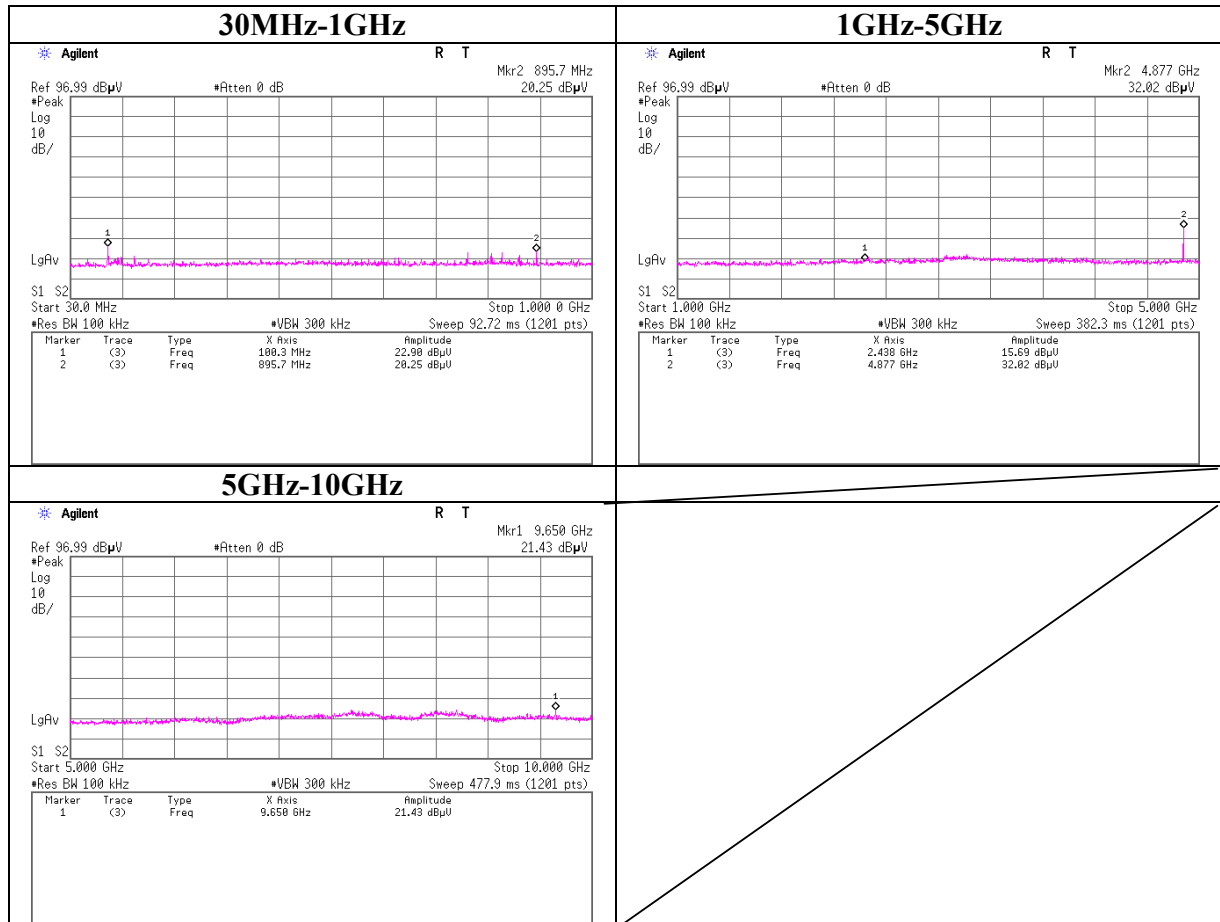 30MHz-1GHz
Agilent R T
Mkr2 895.7 MHz
Ref 96.99 dBµV #Atten 0 dB 20.25 dBµV
#Peak
Log
10
dB/
1
2
LgAv
S1 S2
Start 30.0 MHz Stop 1.000 0 GHz
#Res BW 100 kHz #VBW 300 kHz Sweep 92.72 ms (1201 pts)
Marker Trace Type X Axis Amplitude
1 (3) Freq 100.3 MHz 22.90 dBµV
2 (3) Freq 895.7 MHz 20.25 dBµV
1GHz-5GHz
Agilent R T
Mkr2 4.877 GHz
Ref 96.99 dBµV #Atten 0 dB 32.02 dBµV
#Peak
Log
10
dB/
2
1
LgAv
S1 S2
Start 1.000 GHz Stop 5.000 GHz
#Res BW 100 kHz #VBW 300 kHz Sweep 382.3 ms (1201 pts)
Marker Trace Type X Axis Amplitude
1 (3) Freq 2.438 GHz 15.69 dBµV
2 (3) Freq 4.877 GHz 32.02 dBµV
5GHz-10GHz
Agilent R T
Mkr1 9.650 GHz
Ref 96.99 dBµV #Atten 0 dB 21.43 dBµV
#Peak
Log
10
dB/
1
LgAv
S1 S2
Start 5.000 GHz Stop 10.000 GHz
#Res BW 100 kHz #VBW 300 kHz Sweep 477.9 ms (1201 pts)
Marker Trace Type X Axis Amplitude
1 (3) Freq 9.650 GHz 21.43 dBµV